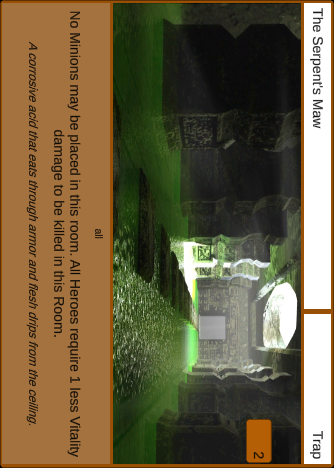 The Serpent's Maw
Trap
2
all
No Minions may be placed in this room. All Heroes require 1 less Vitality
damage to be killed in this Room.
A corrosive acid that eats through armor and flesh drips from the ceiling.